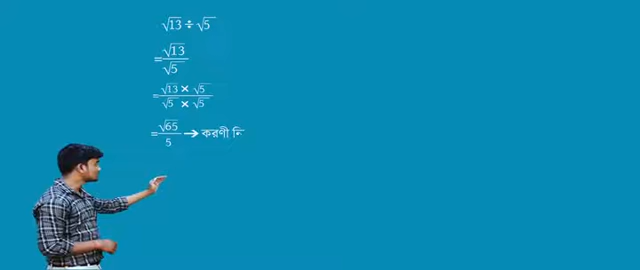 √13 ÷ √5
= √13 / √5
= √13 × √5 / √5 × √5
= √65 / 5 → করণী নি